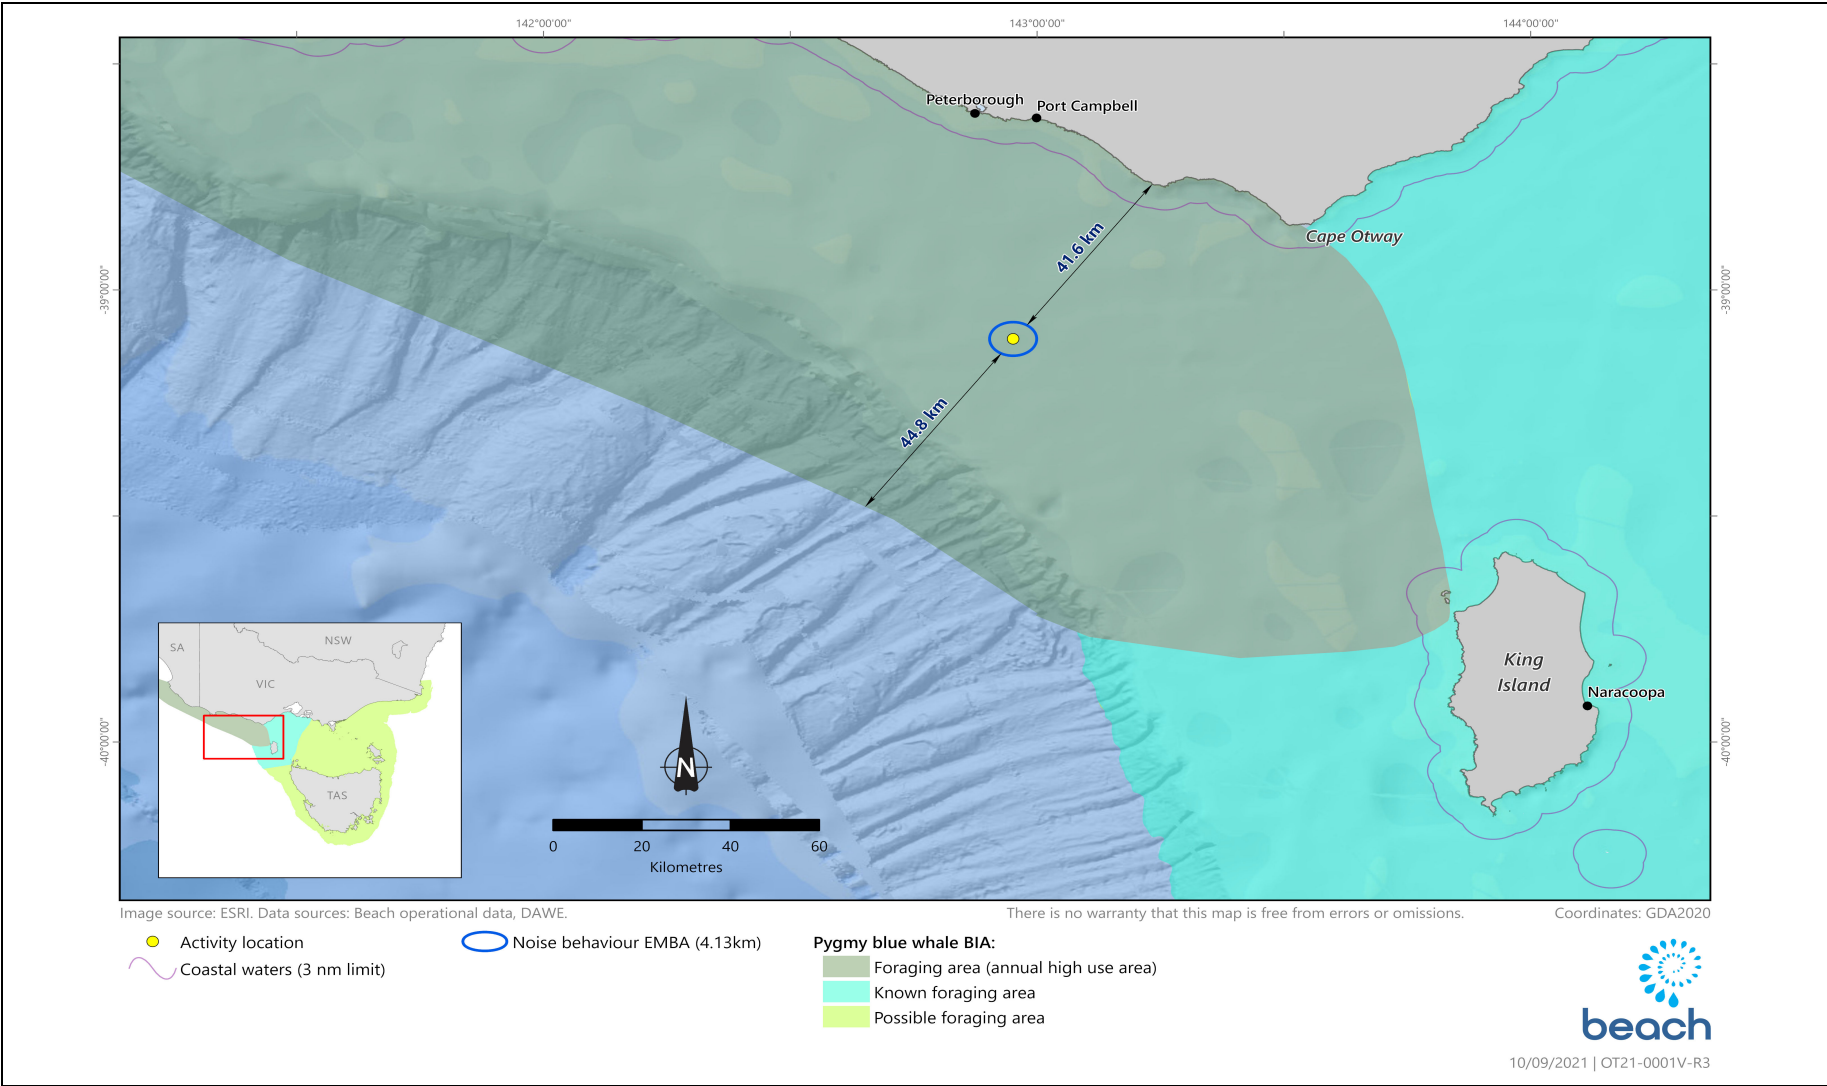 142°00'00"
143°00'00"
144°00'00"
Peterborough
Port Campbell
Cape Otway
41.6 km
-39°00'00"
-39°00'00"
44.8 km
King
Island
Naracoopa
-40°00'00"
-40°00'00"
SA
NSW
VIC
TAS
N
0 20 40 60
Kilometres
Image source: ESRI. Data sources: Beach operational data, DAWE.
There is no warranty that this map is free from errors or omissions.
Coordinates: GDA2020
Activity location
Coastal waters (3 nm limit)
Noise behaviour EMBA (4.13km)
Pygmy blue whale BIA:
Foraging area (annual high use area)
Known foraging area
Possible foraging area
beach
10/09/2021 | OT21-0001V-R3